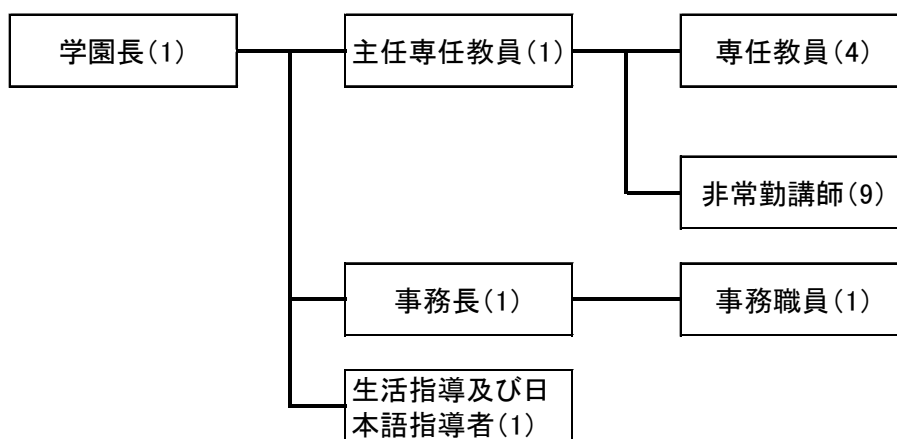 学園長(1)
主任専任教員(1)
専任教員(4)
非常勤講師(9)
事務長(1)
事務職員(1)
生活指導及び日
本語指導者(1)